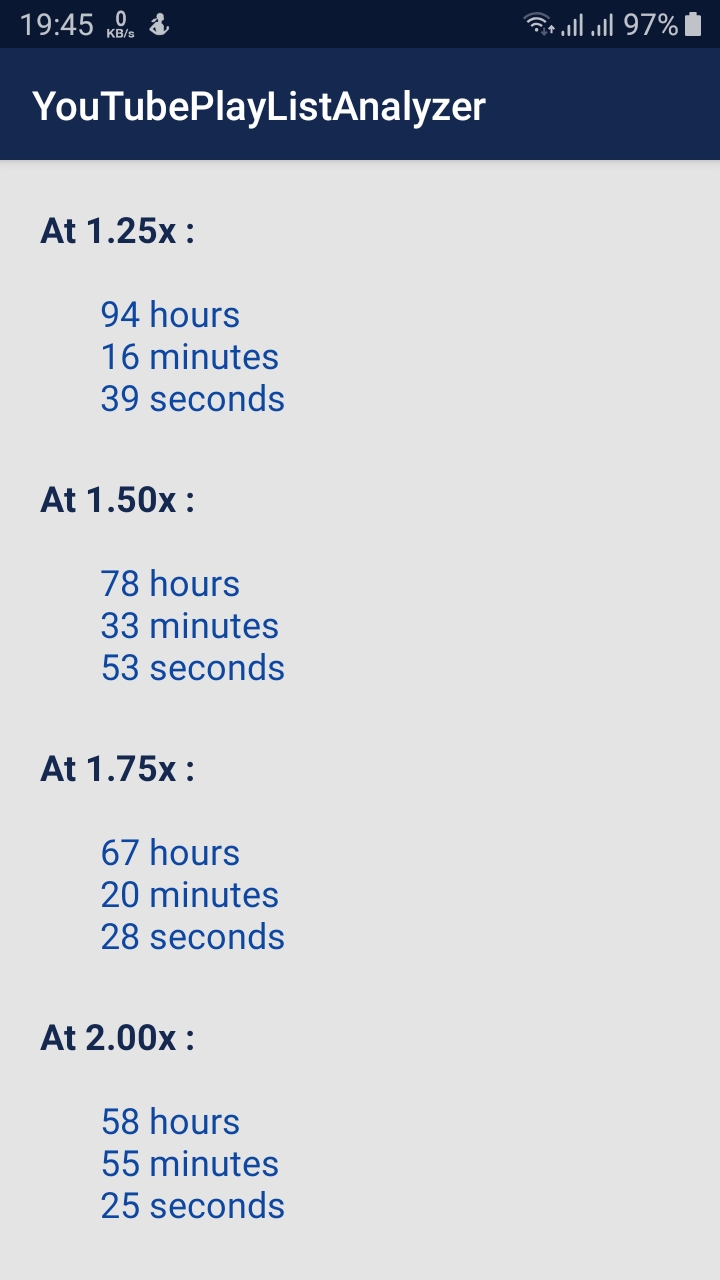 19:45 0 KB/s 97%
YouTubePlayListAnalyzer
At 1.25x :
94 hours
16 minutes
39 seconds
At 1.50x :
78 hours
33 minutes
53 seconds
At 1.75x :
67 hours
20 minutes
28 seconds
At 2.00x :
58 hours
55 minutes
25 seconds